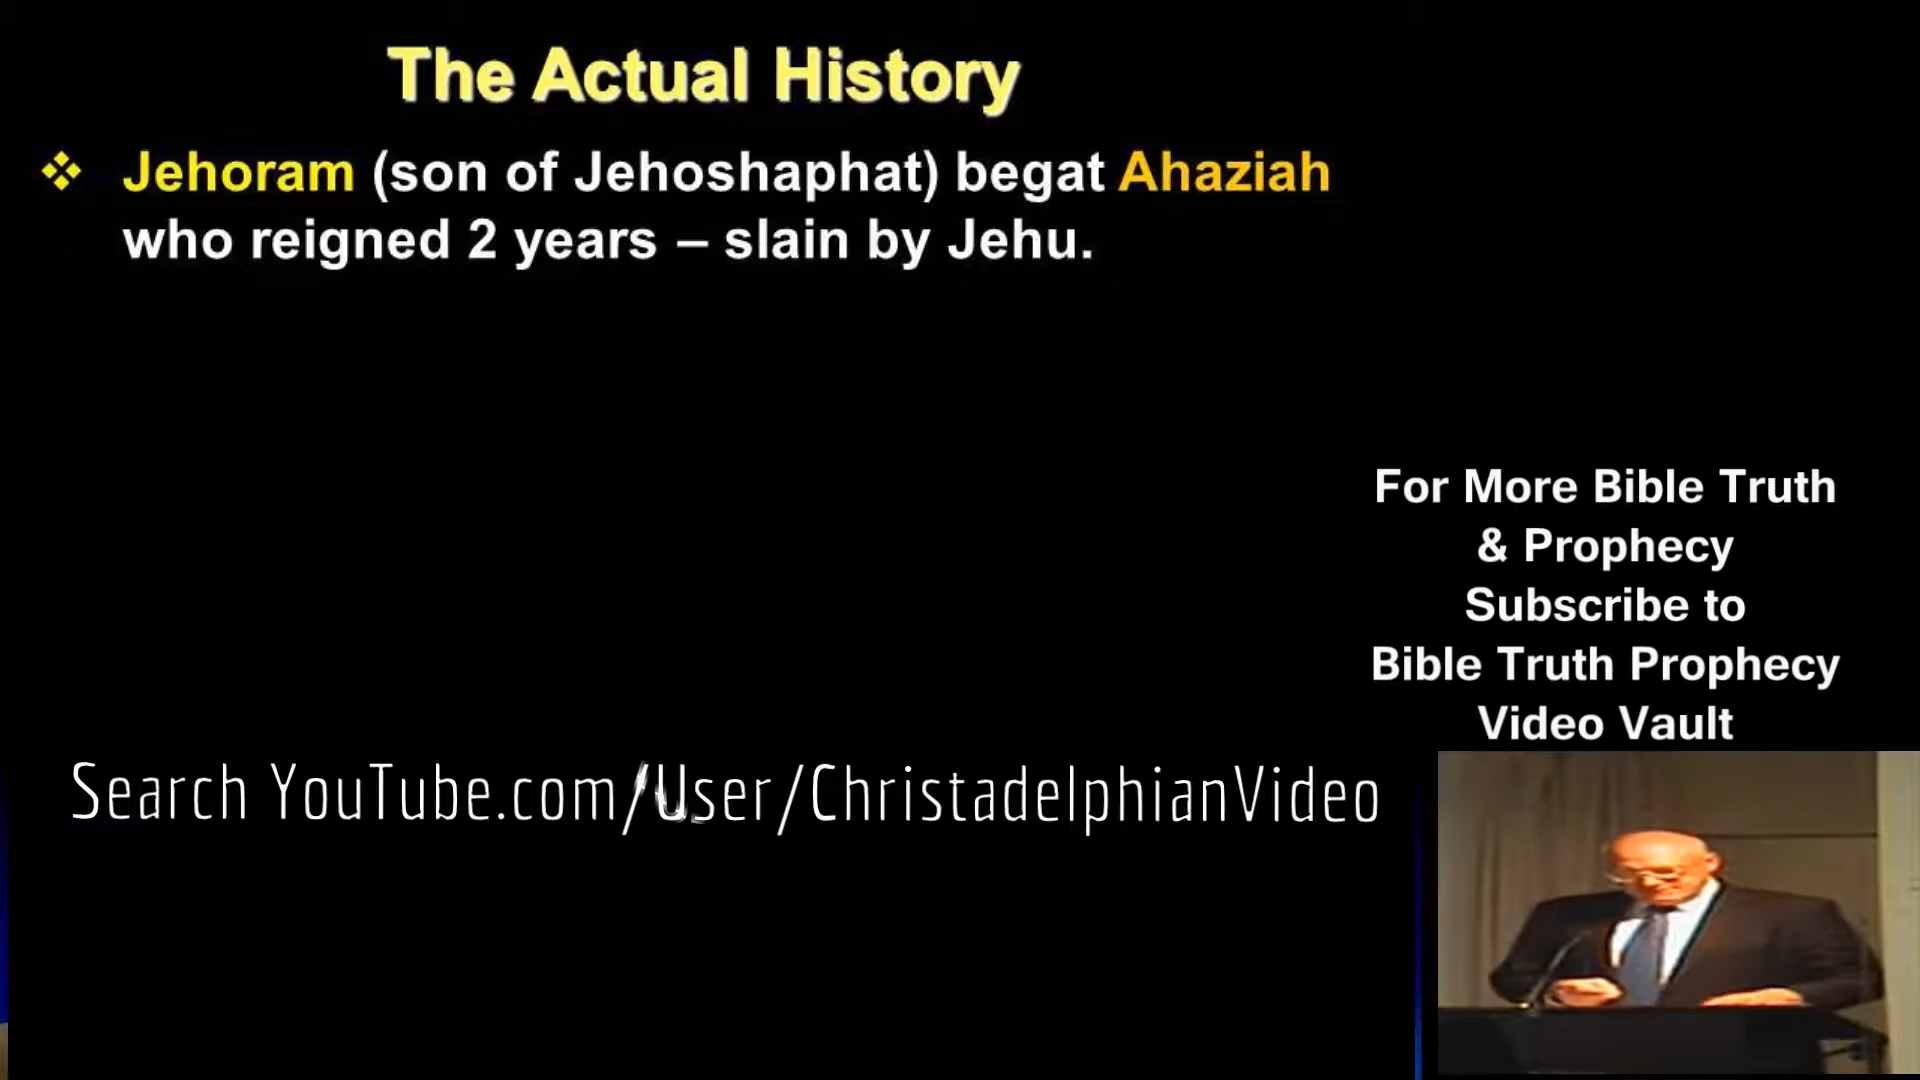 The Actual History
Jehoram (son of Jehoshaphat) begat Ahaziah
who reigned 2 years – slain by Jehu.
For More Bible Truth
& Prophecy
Subscribe to
Bible Truth Prophecy
Video Vault
Search YouTube.com/User/ChristadelphianVideo